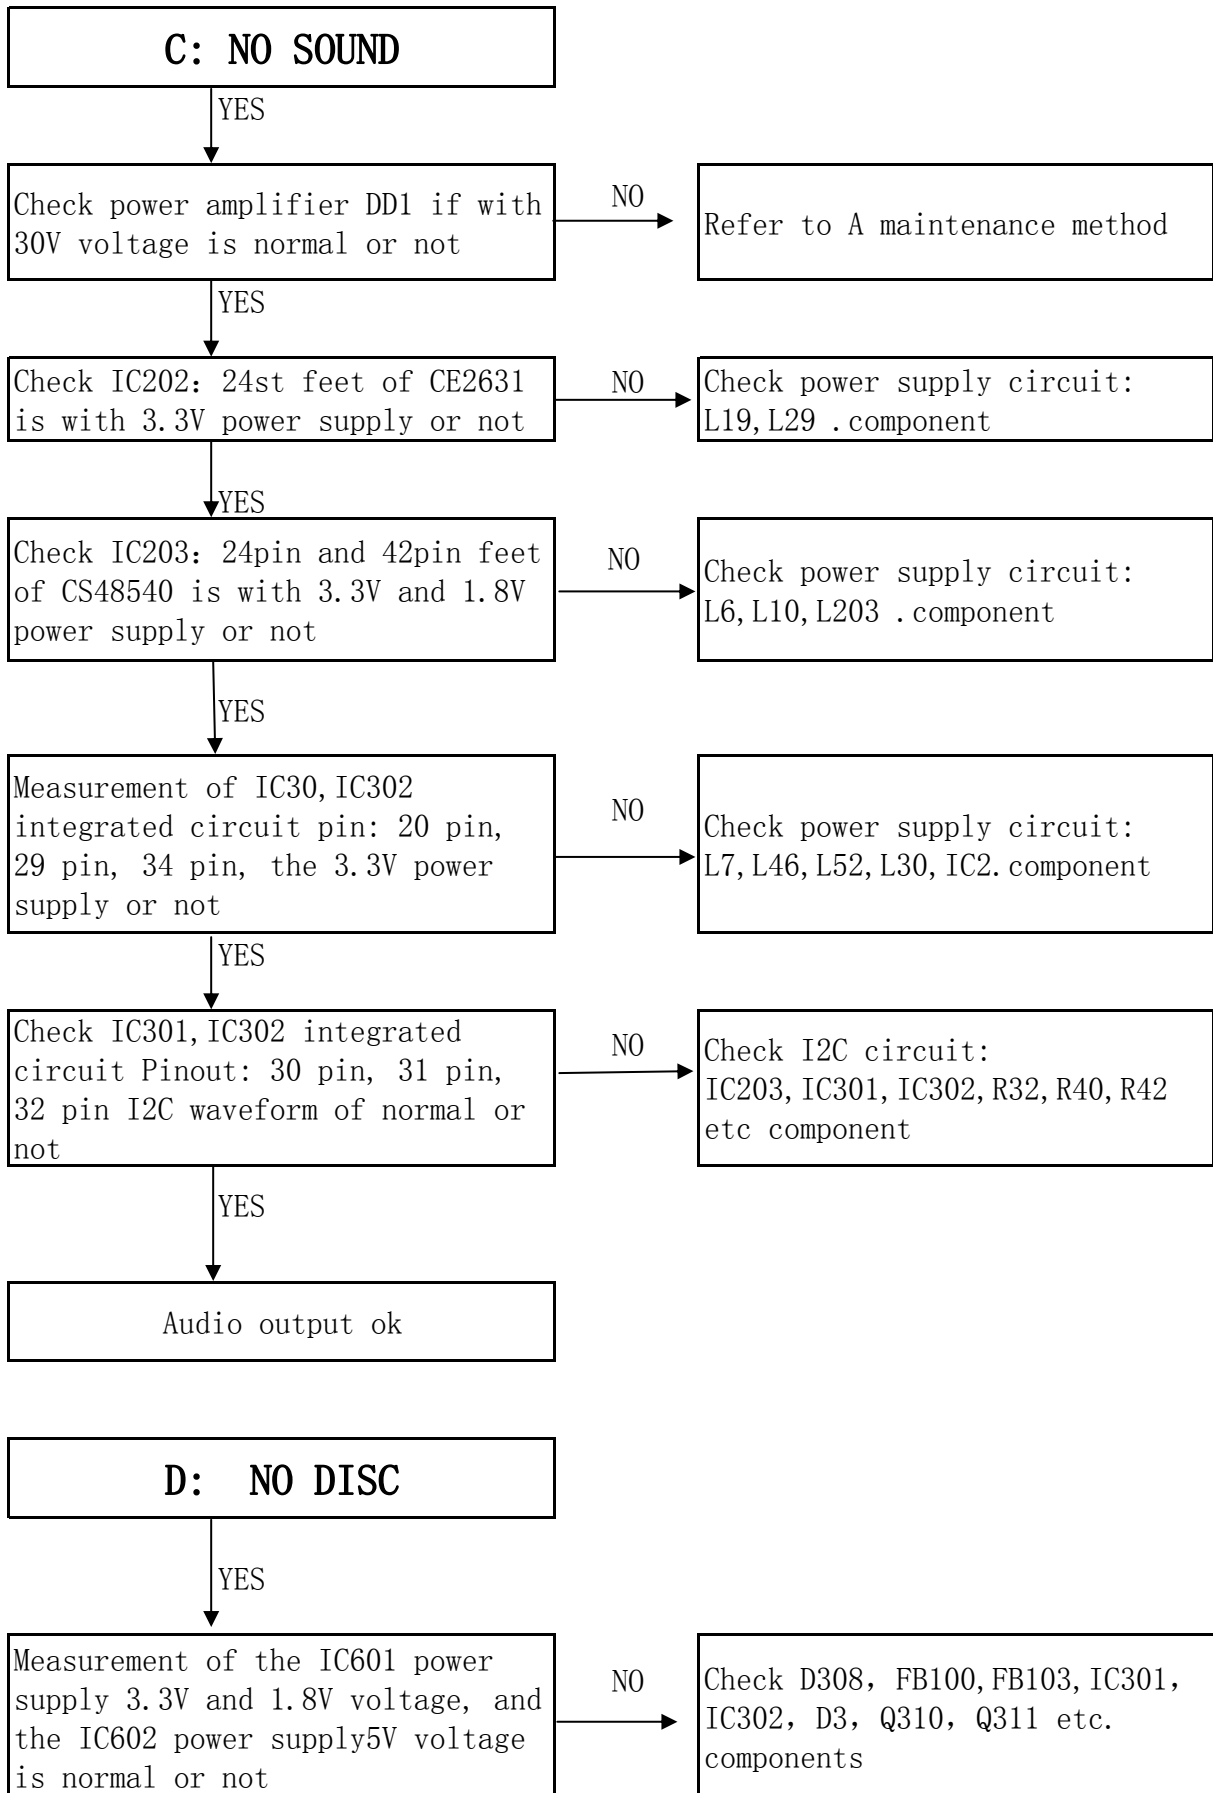 C: NO SOUND
YES
Check power amplifier DD1 if with
30V voltage is normal or not
NO
Refer to A maintenance method
YES
Check IC202: 24st feet of CE2631
is with 3.3V power supply or not
NO
Check power supply circuit:
L19,L29 .component
YES
Check IC203: 24pin and 42pin feet
of CS48540 is with 3.3V and 1.8V
power supply or not
NO
Check power supply circuit:
L6,L10,L203 .component
YES
Measurement of IC30,IC302
integrated circuit pin: 20 pin,
29 pin, 34 pin, the 3.3V power
supply or not
NO
Check power supply circuit:
L7,L46,L52,L30,IC2.component
YES
Check IC301,IC302 integrated
circuit Pinout: 30 pin, 31 pin,
32 pin I2C waveform of normal or
not
NO
Check I2C circuit:
IC203,IC301,IC302,R32,R40,R42
etc component
YES
Audio output ok
D: NO DISC
YES
Measurement of the IC601 power
supply 3.3V and 1.8V voltage, and
the IC602 power supply5V voltage
is normal or not
NO
Check D308, FB100,FB103,IC301,
IC302, D3, Q310, Q311 etc.
components